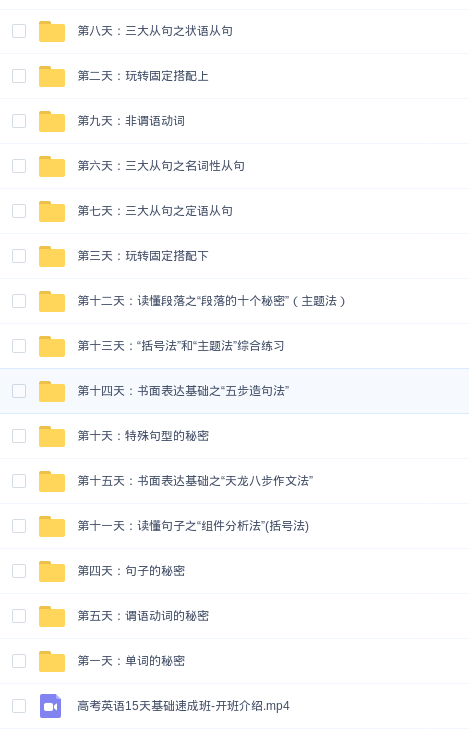 第八天：三大从句之状语从句
第二天：玩转固定搭配上
第九天：非谓语动词
第六天：三大从句之名词性从句
第七天：三大从句之定语从句
第三天：玩转固定搭配下
第十二天：读懂段落之“段落的十个秘密”（主题法）
第十三天：“括号法”和“主题法”综合练习
第十四天：书面表达基础之“五步造句法”
第十天：特殊句型的秘密
第十五天：书面表达基础之“天龙八步作文法”
第十一天：读懂句子之“组件分析法”(括号法)
第四天：句子的秘密
第五天：谓语动词的秘密
第一天：单词的秘密
高考英语15天基础速成班-开班介绍.mp4